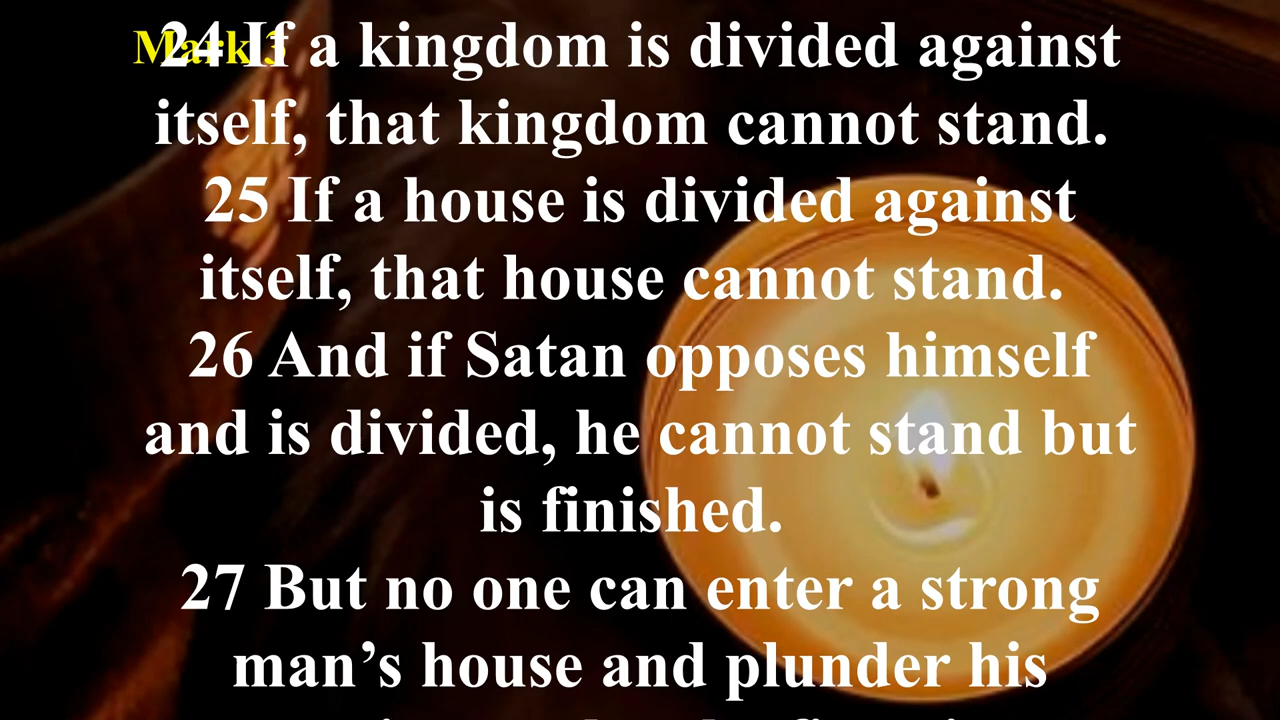 Mark 3
24 If a kingdom is divided against
itself, that kingdom cannot stand.
25 If a house is divided against
itself, that house cannot stand.
26 And if Satan opposes himself
and is divided, he cannot stand but
is finished.
27 But no one can enter a strong
man’s house and plunder his